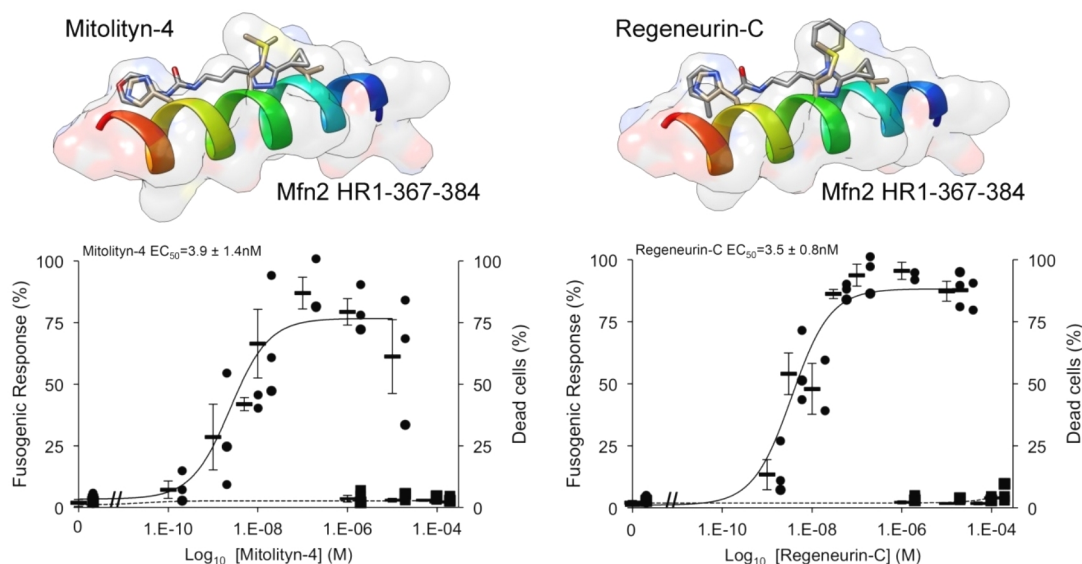 Mitolityn-4
Mfn2 HR1-367-384
Regeneurin-C
Mfn2 HR1-367-384
Mitolityn-4 EC50=3.9 ± 1.4nM
100
75
50
25
0
Fusogenic Response (%)
100
75
50
25
0
Dead cells (%)
0
1.E-10
1.E-08
1.E-06
1.E-04
Log10 [Mitolityn-4] (M)
Regeneurin-C EC50=3.5 ± 0.8nM
100
75
50
25
0
Fusogenic Response (%)
100
75
50
25
0
Dead cells (%)
0
1.E-10
1.E-08
1.E-06
1.E-04
Log10 [Regeneurin-C] (M)